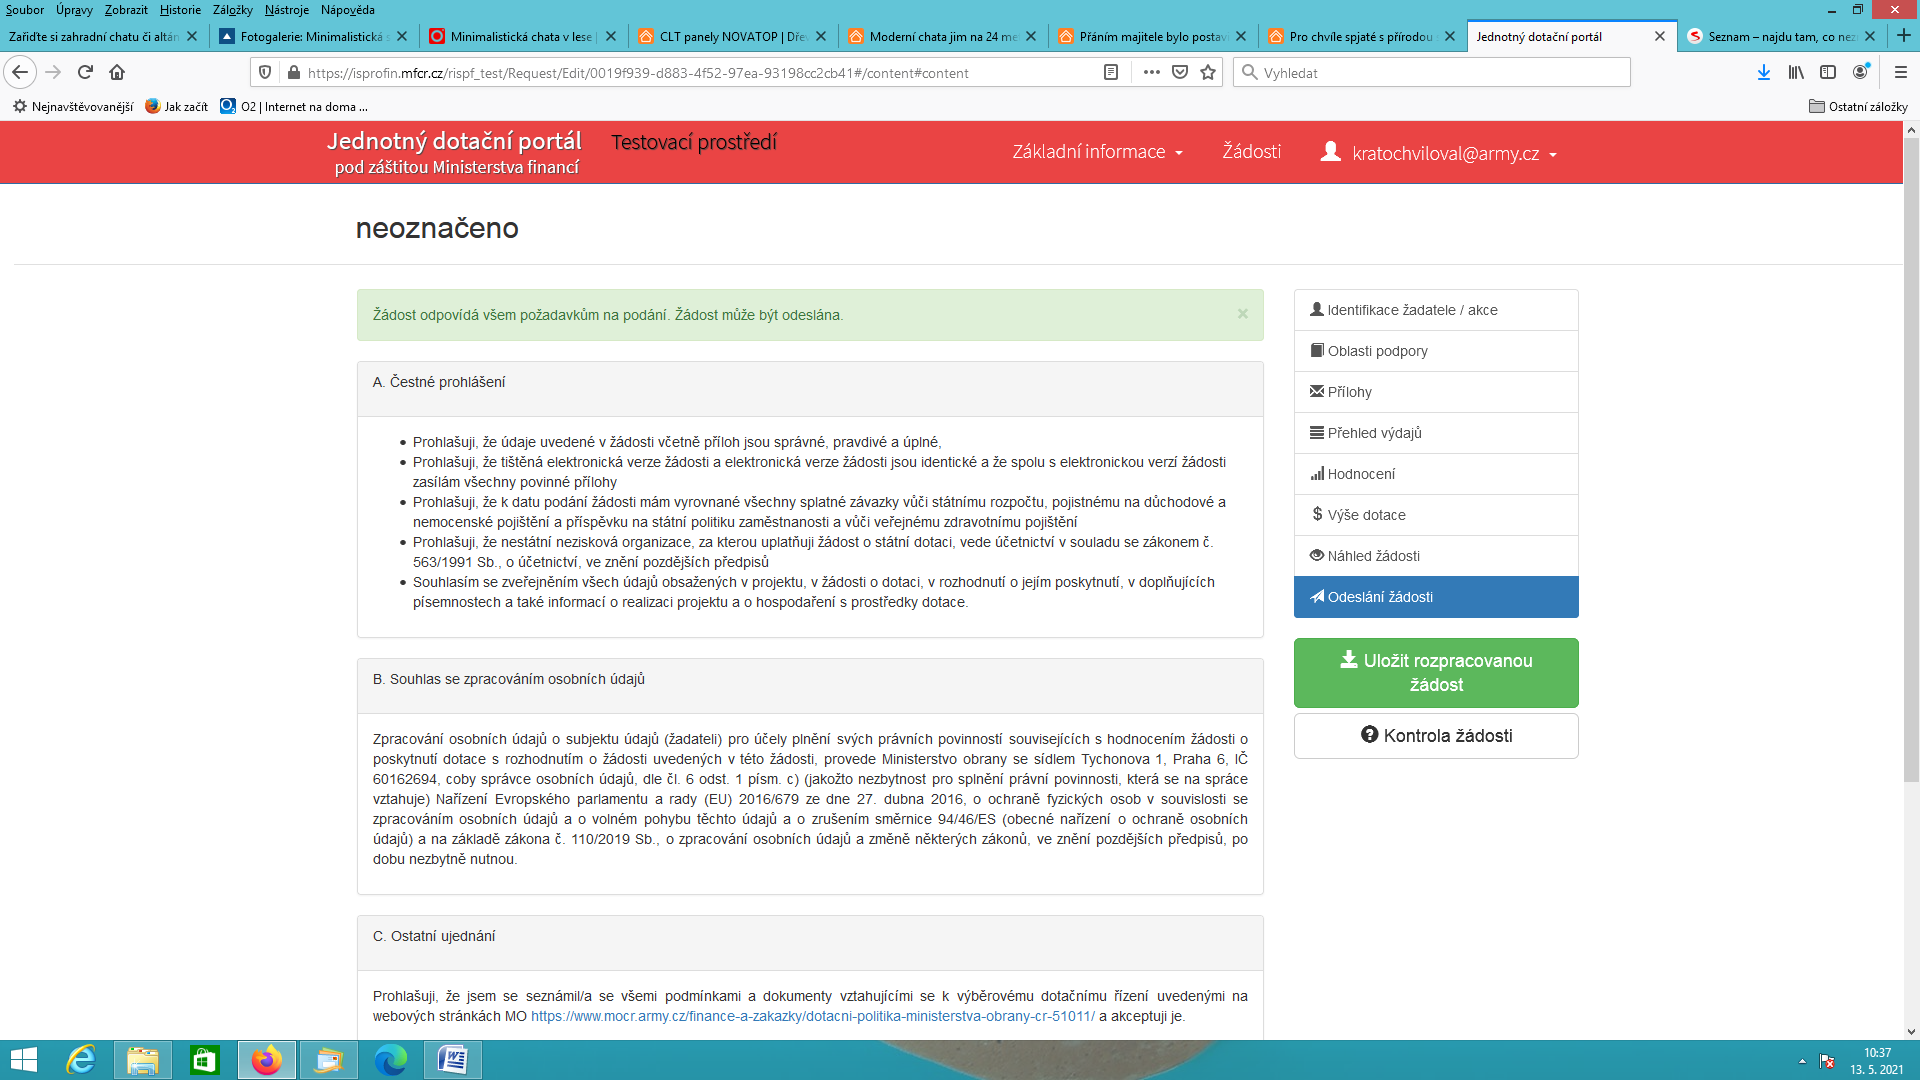 Soubor Úpravy Zobrazit Historie Záložky Nástroje Nápověda
Zařiďte si zahradní chatu či altán
Fotogalerie: Minimalistická
Minimalistická chata v lese
CLT panely NOVATOP | Dře
Moderní chata jim na 24 me
Přáním majitele bylo postav
Pro chvíle spjaté s přírodou
Jednotný dotační portál
Seznam – najdu tam, co nez
https://isprofin.mfcr.cz/rispf_test/Request/Edit/0019f939-d883-4f52-97ea-93198cc2cb41#/content#content
Vyhledat
Nejnavštěvovanější Jak začít O2 | Internet na doma ... Ostatní záložky
Jednotný dotační portál
pod záštitou Ministerstva financí
Testovací prostředí
Základní informace Žádosti kratochviloval@army.cz
neoznačeno
Žádost odpovídá všem požadavkům na podání. Žádost může být odeslána.
A. Čestné prohlášení
Prohlašuji, že údaje uvedené v žádosti včetně příloh jsou správné, pravdivé a úplné,
Prohlašuji, že tištěná elektronická verze žádosti a elektronická verze žádosti jsou identické a že spolu s elektronickou verzí žádosti
zasílám všechny povinné přílohy
Prohlašuji, že k datu podání žádosti mám vyrovnané všechny splatné závazky vůči státnímu rozpočtu, pojistnému na důchodové a
nemocenské pojištění a příspěvku na státní politiku zaměstnanosti a vůči veřejnému zdravotnímu pojištění
Prohlašuji, že nestátní nezisková organizace, za kterou uplatňuji žádost o státní dotaci, vede účetnictví v souladu se zákonem č.
563/1991 Sb., o účetnictví, ve znění pozdějších předpisů
Souhlasím se zveřejněním všech údajů obsažených v projektu, v žádosti o dotaci, v rozhodnutí o jejím poskytnutí, v doplňujících
písemnostech a také informací o realizaci projektu a o hospodaření s prostředky dotace.
B. Souhlas se zpracováním osobních údajů
Zpracování osobních údajů o subjektu údajů (žadateli) pro účely plnění svých právních povinností souvisejících s hodnocením žádosti o
poskytnutí dotace s rozhodnutím o žádosti uvedených v této žádosti, provede Ministerstvo obrany se sídlem Tychonova 1, Praha 6, IČ
60162694, coby správce osobních údajů, dle čl. 6 odst. 1 písm. c) (jakožto nezbytnost pro splnění právní povinnosti, která se na spráce
vztahuje) Nařízení Evropského parlamentu a rady (EU) 2016/679 ze dne 27. dubna 2016, o ochraně fyzických osob v souvislosti se
zpracováním osobních údajů a o volném pohybu těchto údajů a o zrušením směrnice 94/46/ES (obecné nařízení o ochraně osobních
údajů) a na základě zákona č. 110/2019 Sb., o zpracování osobních údajů a změně některých zákonů, ve znění pozdějších předpisů, po
dobu nezbytně nutnou.
C. Ostatní ujednání
Prohlašuji, že jsem se seznámil/a se všemi podmínkami a dokumenty vztahujícími se k výběrovému dotačnímu řízení uvedenými na
webových stránkách MO https://www.mocr.army.cz/finance-a-zakazky/dotacni-politika-ministerstva-obrany-cr-51011/ a akceptuji je.
Identifikace žadatele / akce
Oblasti podpory
Přílohy
Přehled výdajů
Hodnocení
Výše dotace
Náhled žádosti
Odeslání žádosti
Uložit rozpracovanou
žádost
Kontrola žádosti
10:37
13. 5. 2021